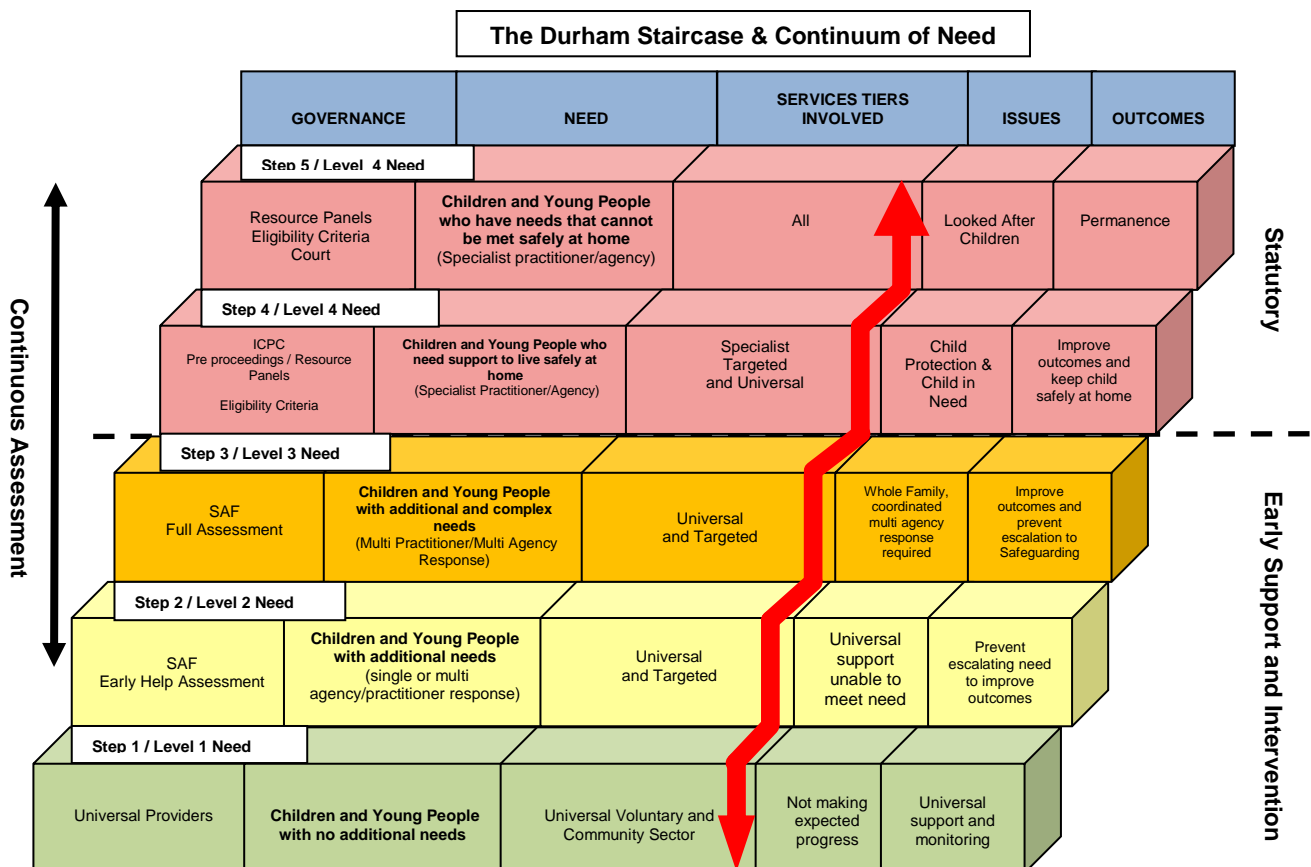 The Durham Staircase & Continuum of Need
GOVERNANCE
NEED
SERVICES TIERS
INVOLVED
ISSUES
OUTCOMES
Step 5 / Level 4 Need
Resource Panels
Eligibility Criteria
Court
Children and Young People
who have needs that cannot
be met safely at home
(Specialist practitioner/agency)
All
Looked After
Children
Permanence
Step 4 / Level 4 Need
ICPC
Pre proceedings / Resource
Panels
Eligibility Criteria
Children and Young People who
need support to live safely at
home
(Specialist Practitioner/Agency)
Specialist
Targeted
and Universal
Child
Protection &
Child in
Need
Improve
outcomes and
keep child
safely at home
Step 3 / Level 3 Need
SAF
Full Assessment
Children and Young People
with additional and complex
needs
(Multi Practitioner/Multi Agency
Response)
Universal
and Targeted
Whole Family,
coordinated
multi agency
response
required
Improve
outcomes and
prevent
escalation to
Safeguarding
Step 2 / Level 2 Need
SAF
Early Help Assessment
Children and Young People
with additional needs
(single or multi
agency/practitioner response)
Universal
and Targeted
Universal
support
unable to
meet need
Prevent
escalating need
to improve
outcomes
Step 1 / Level 1 Need
Universal Providers
Children and Young People
with no additional needs
Universal Voluntary and
Community Sector
Not making
expected
progress
Universal
support and
monitoring
Continuous Assessment
Statutory
Early Support and Intervention